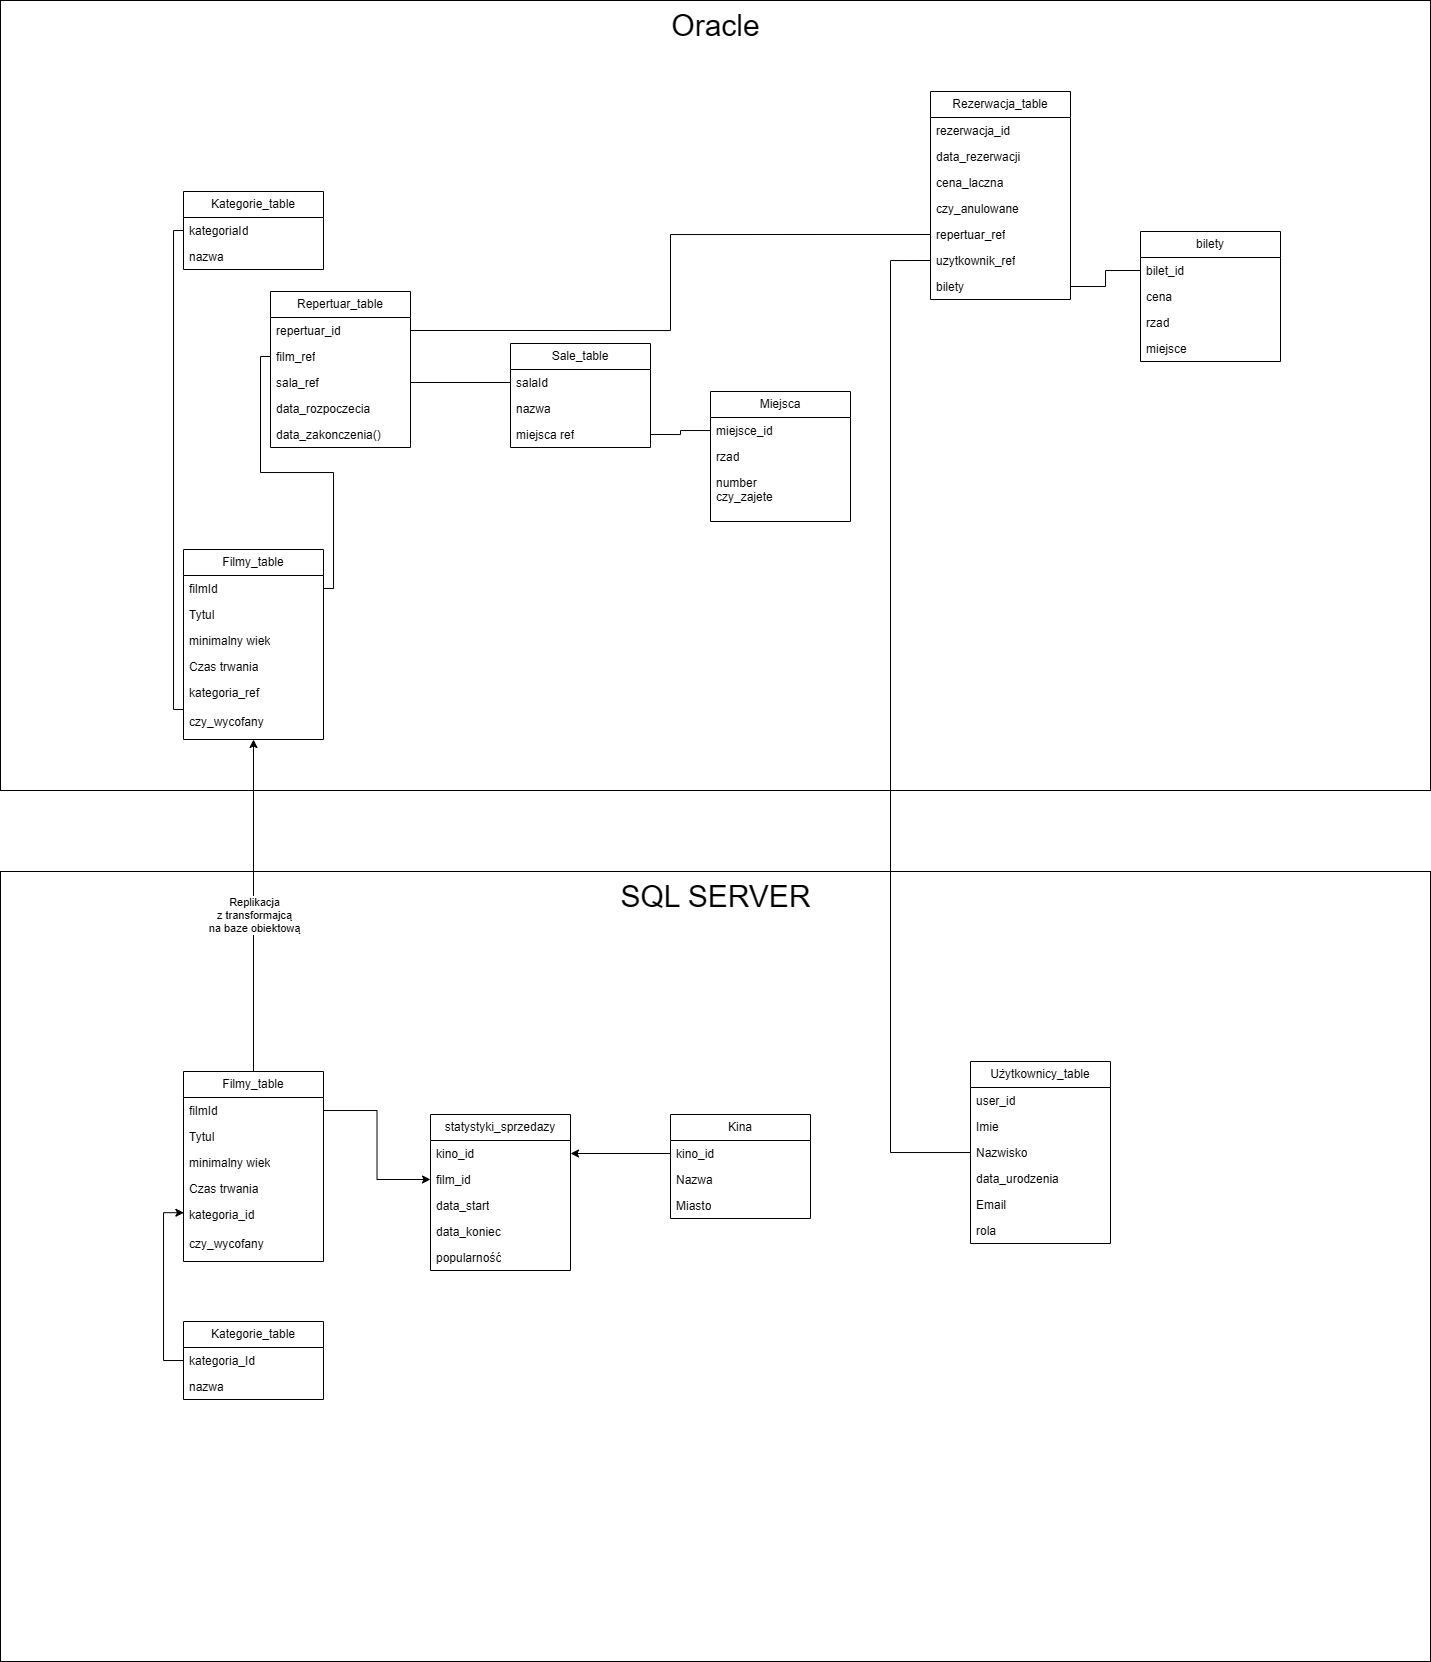 Oracle
Rezerwacja_table
rezerwacja_id
data_rezerwacji
cena_laczna
czy_anulowane
repertuar_ref
uzytkownik_ref
bilety
bilety
bilet_id
cena
rzad
miejsce
Kategorie_table
kategoriaId
nazwa
Repertuar_table
repertuar_id
film_ref
sala_ref
data_rozpoczecia
data_zakonczenia()
Sale_table
salaId
nazwa
miejsca ref
Miejsca
miejsce_id
rzad
number
czy_zajete
Filmy_table
filmId
Tytul
minimalny wiek
Czas trwania
kategoria_ref
czy_wycofany
SQL SERVER
Replikacja
z transformajcą
na baze obiektową
Filmy_table
filmId
Tytul
minimalny wiek
Czas trwania
kategoria_id
czy_wycofany
statystyki_sprzedazy
kino_id
film_id
data_start
data_koniec
popularność
Kina
kino_id
Nazwa
Miasto
Użytkownicy_table
user_id
Imie
Nazwisko
data_urodzenia
Email
rola
Kategorie_table
kategoria_Id
nazwa